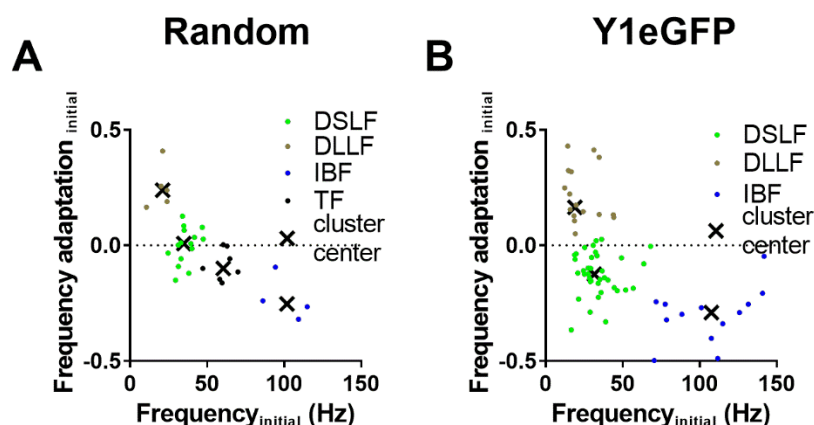 Random
A
Frequency adaptation initial
0.5
0.0
-0.5
0
50
100
150
Frequency initial (Hz)
DSLF
DLLF
IBF
TF
cluster
center
Y1eGFP
B
Frequency adaptation initial
0.5
0.0
-0.5
0
50
100
150
Frequency initial (Hz)
DSLF
DLLF
IBF
cluster
center